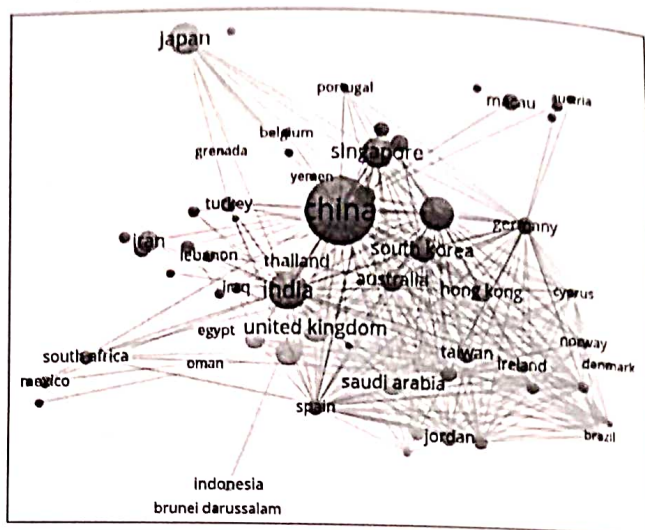 japan
portugal
macau
austria
belgium
singapore
grenada
yemen
turkey
china
germany
iran
lebanon
thailand
south korea
iraq
india
australia
hong kong
cyprus
egypt
united kingdom
norway
south africa
oman
taiwan
ireland
denmark
mexico
saudi arabia
spain
jordan
brazil
indonesia
brunei darussalam